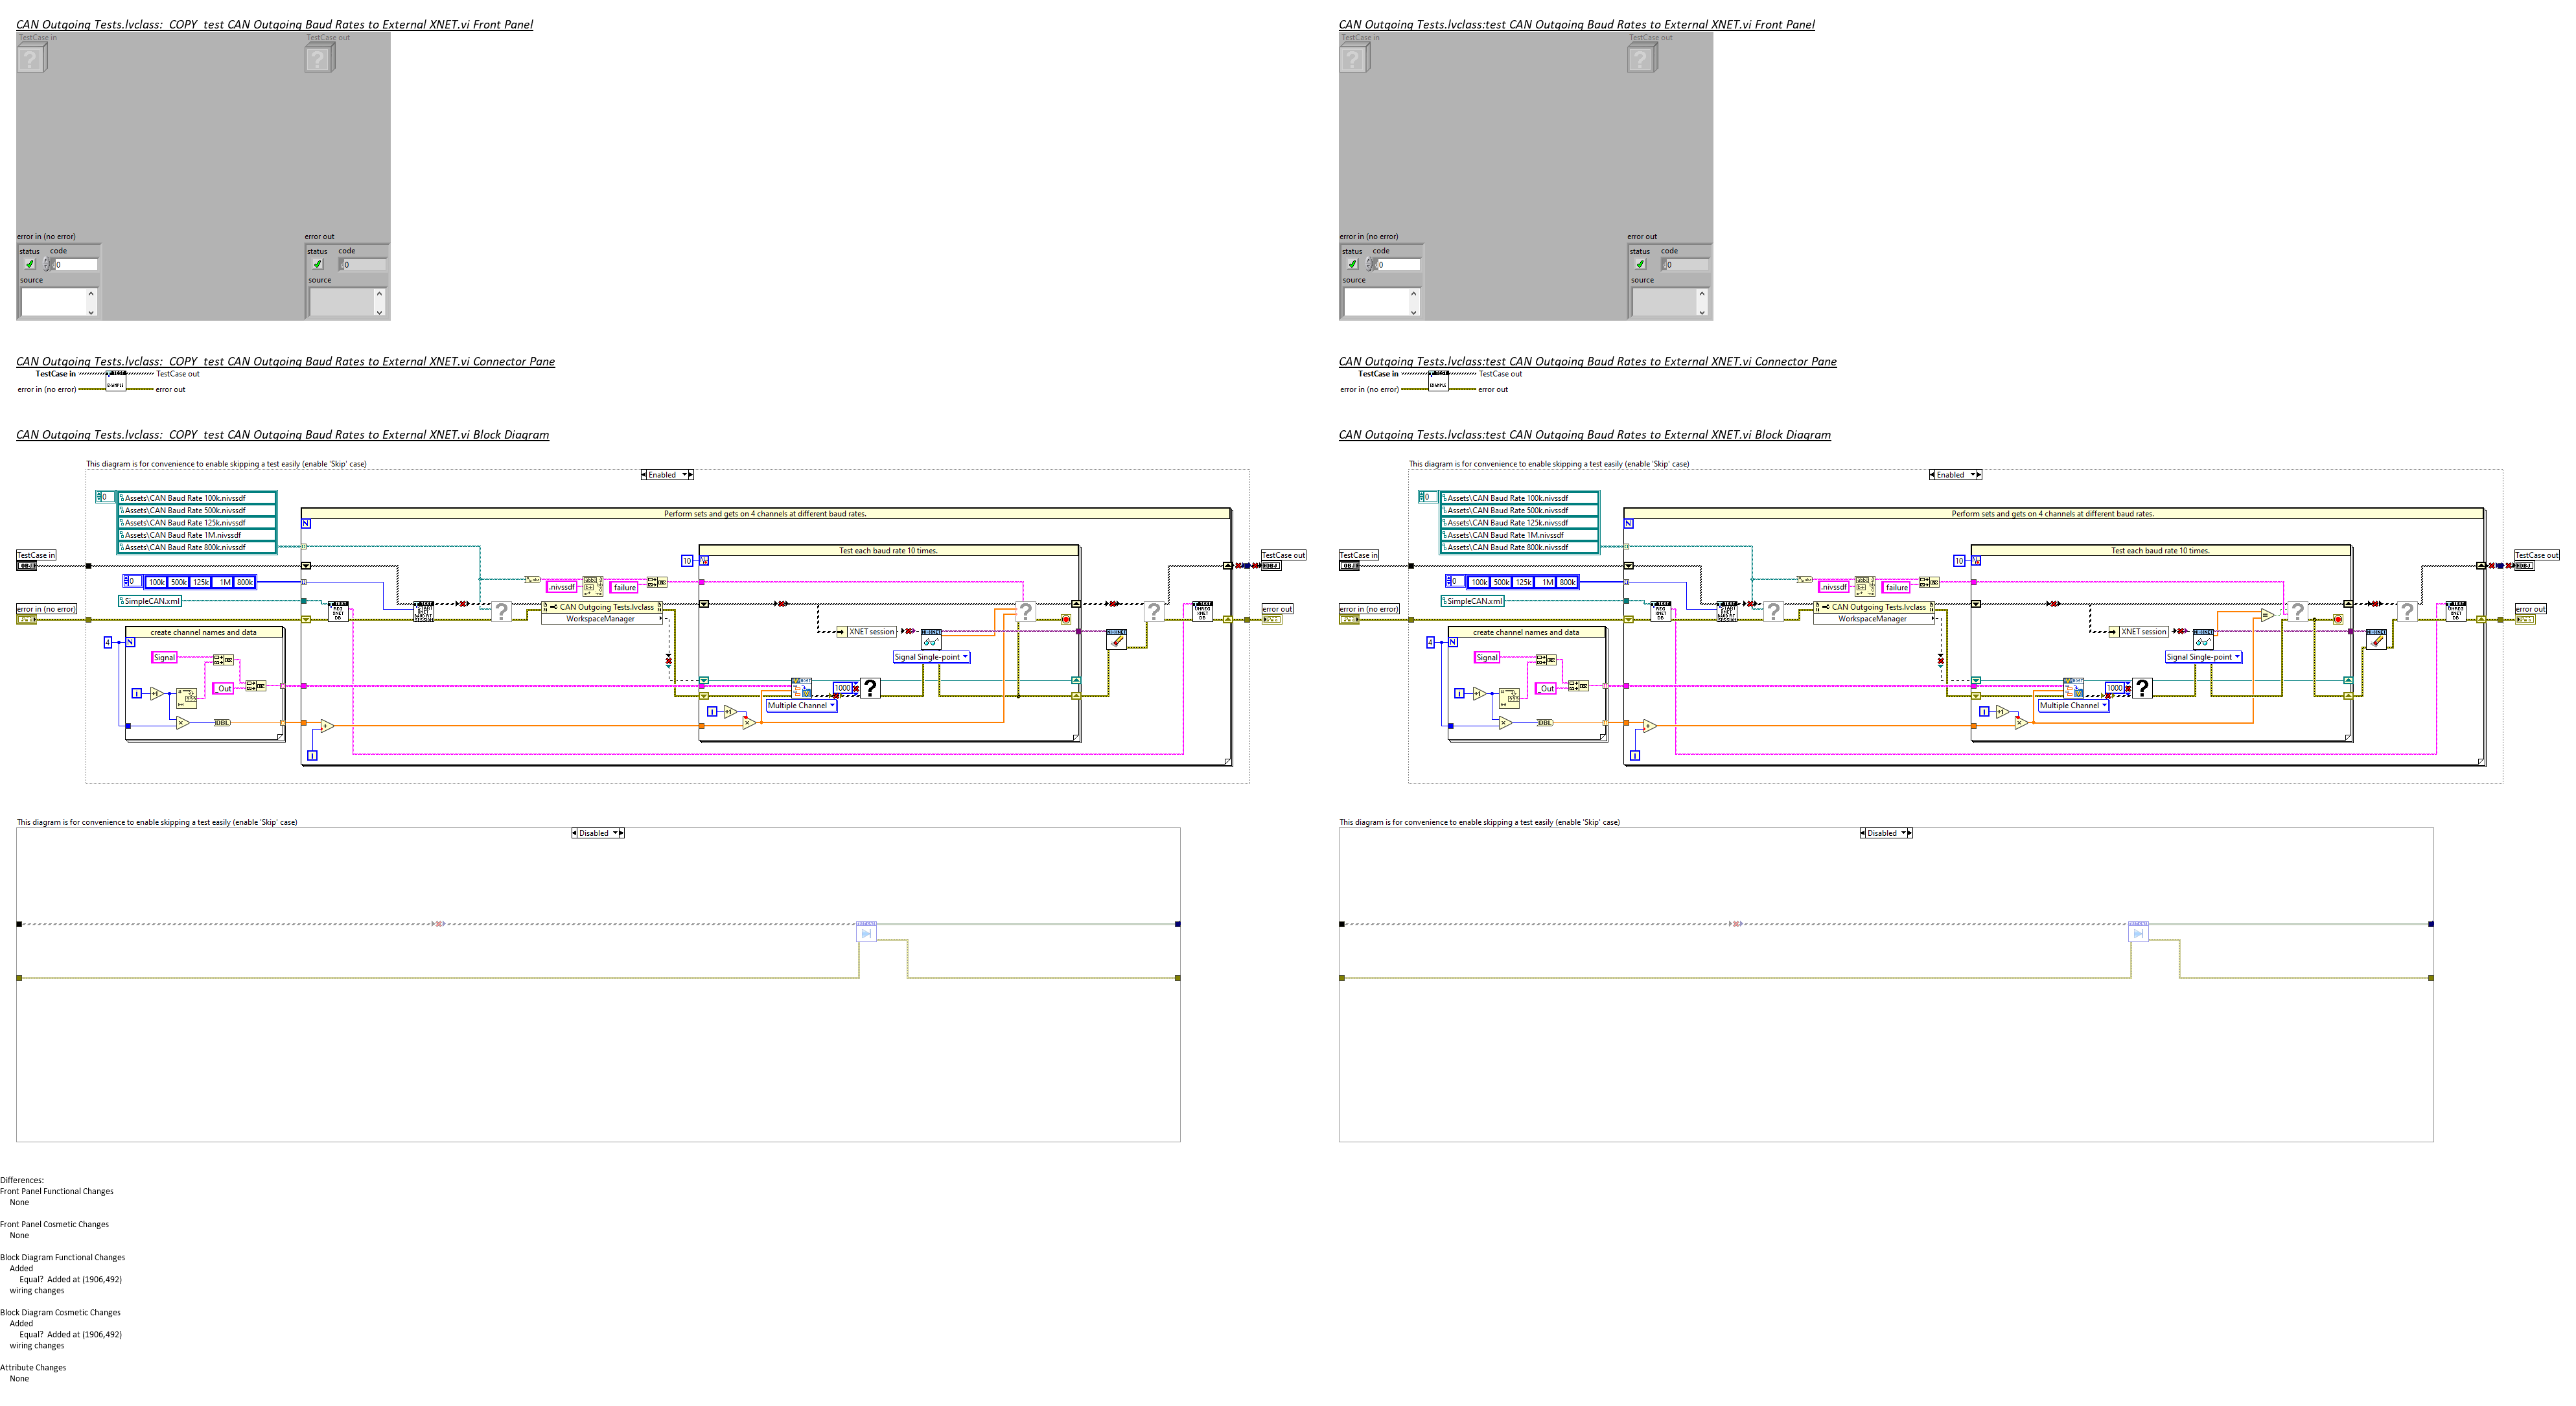 CAN Outgoing Tests.lvclass:_COPY_test CAN Outgoing Baud Rates to External XNET.vi Front Panel
TestCase in
TestCase out
error in (no error)
error out
status
code
0
status
code
0
source
source
CAN Outgoing Tests.lvclass:_COPY_test CAN Outgoing Baud Rates to External XNET.vi Connector Pane
TestCase in
TestCase out
error in (no error)
error out
CAN Outgoing Tests.lvclass:_COPY_test CAN Outgoing Baud Rates to External XNET.vi Block Diagram
This diagram is for convenience to enable skipping a test easily (enable 'Skip' case)
Enabled
0
Assets\CAN Baud Rate 100k.nivssdf
Assets\CAN Baud Rate 500k.nivssdf
Assets\CAN Baud Rate 125k.nivssdf
Assets\CAN Baud Rate 1M.nivssdf
Assets\CAN Baud Rate 800k.nivssdf
Perform sets and gets on 4 channels at different baud rates.
N
Test each baud rate 10 times.
10
TestCase in
TestCase out
0
100k 500k 125k 1M 800k
.nivssdf
failure
SimpleCAN.xml
error in (no error)
CAN Outgoing Tests.lvclass
WorkspaceManager
error out
create channel names and data
XNET session
4
N
Signal
Signal Single-point
_Out
1000
i
Multiple Channel
DBL
i
i
This diagram is for convenience to enable skipping a test easily (enable 'Skip' case)
Disabled
CAN Outgoing Tests.lvclass:test CAN Outgoing Baud Rates to External XNET.vi Front Panel
TestCase in
TestCase out
error in (no error)
error out
status
code
0
status
code
0
source
source
CAN Outgoing Tests.lvclass:test CAN Outgoing Baud Rates to External XNET.vi Connector Pane
TestCase in
TestCase out
error in (no error)
error out
CAN Outgoing Tests.lvclass:test CAN Outgoing Baud Rates to External XNET.vi Block Diagram
This diagram is for convenience to enable skipping a test easily (enable 'Skip' case)
Enabled
0
Assets\CAN Baud Rate 100k.nivssdf
Assets\CAN Baud Rate 500k.nivssdf
Assets\CAN Baud Rate 125k.nivssdf
Assets\CAN Baud Rate 1M.nivssdf
Assets\CAN Baud Rate 800k.nivssdf
Perform sets and gets on 4 channels at different baud rates.
N
Test each baud rate 10 times.
10
TestCase in
TestCase out
0
100k 500k 125k 1M 800k
.nivssdf
failure
SimpleCAN.xml
error in (no error)
CAN Outgoing Tests.lvclass
WorkspaceManager
error out
create channel names and data
XNET session
4
N
Signal
Signal Single-point
_Out
1000
i
Multiple Channel
DBL
i
i
This diagram is for convenience to enable skipping a test easily (enable 'Skip' case)
Disabled
Differences:
Front Panel Functional Changes
None
Front Panel Cosmetic Changes
None
Block Diagram Functional Changes
Added
Equal? Added at (1906,492)
wiring changes
Block Diagram Cosmetic Changes
Added
Equal? Added at (1906,492)
wiring changes
Attribute Changes
None